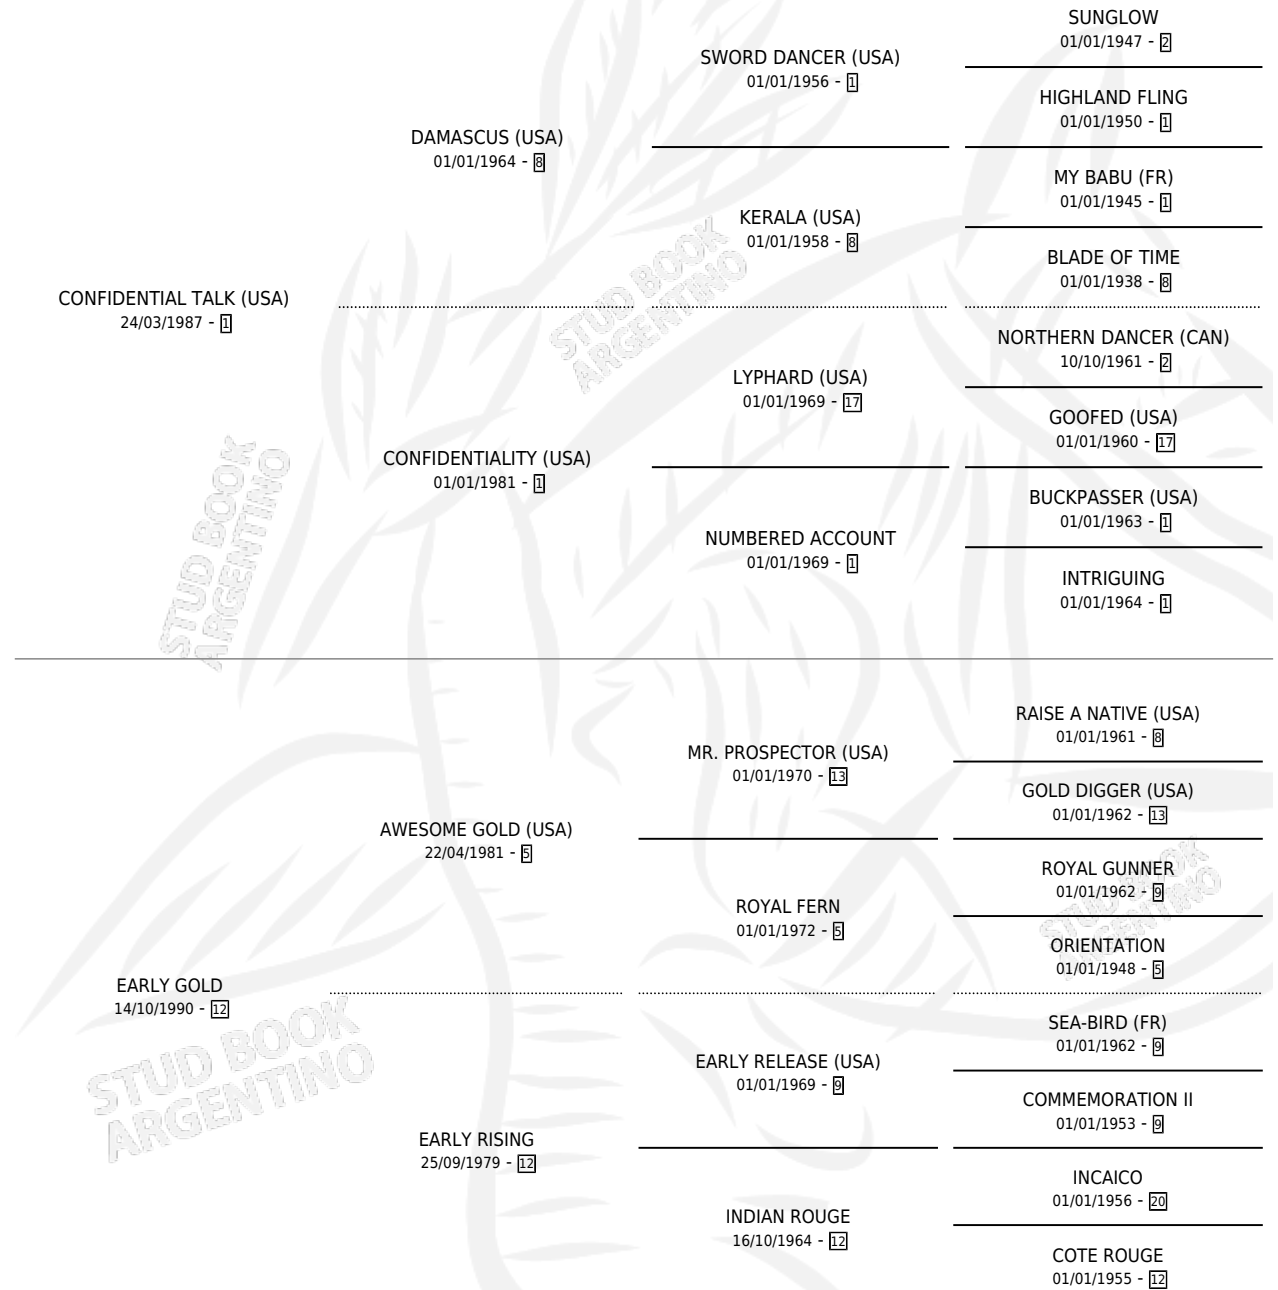 SUNGLOW
01/01/1947 - 2
SWORD DANCER (USA)
01/01/1956 - 1
HIGHLAND FLING
01/01/1950 - 1
DAMASCUS (USA)
01/01/1964 - 8
MY BABU (FR)
01/01/1945 - 1
KERALA (USA)
01/01/1958 - 8
BLADE OF TIME
01/01/1938 - 8
CONFIDENTIAL TALK (USA)
24/03/1987 - 1
NORTHERN DANCER (CAN)
10/10/1961 - 2
LYPHARD (USA)
01/01/1969 - 17
GOOFED (USA)
01/01/1960 - 17
CONFIDENTIALITY (USA)
01/01/1981 - 1
BUCKPASSER (USA)
01/01/1963 - 1
NUMBERED ACCOUNT
01/01/1969 - 1
INTRIGUING
01/01/1964 - 1
RAISE A NATIVE (USA)
01/01/1961 - 8
MR. PROSPECTOR (USA)
01/01/1970 - 13
GOLD DIGGER (USA)
01/01/1962 - 13
AWESOME GOLD (USA)
22/04/1981 - 5
ROYAL GUNNER
01/01/1962 - 9
ROYAL FERN
01/01/1972 - 5
ORIENTATION
01/01/1948 - 5
EARLY GOLD
14/10/1990 - 12
SEA-BIRD (FR)
01/01/1962 - 9
EARLY RELEASE (USA)
01/01/1969 - 9
COMMEMORATION II
01/01/1953 - 9
EARLY RISING
25/09/1979 - 12
INCAICO
01/01/1956 - 20
INDIAN ROUGE
16/10/1964 - 12
COTE ROUGE
01/01/1955 - 12
STUD BOOK
ARGENTINO
STUD BOOK
ARGENTINO
STUD BOOK
ARGENTINO
STUD BOOK
ARGENTINO